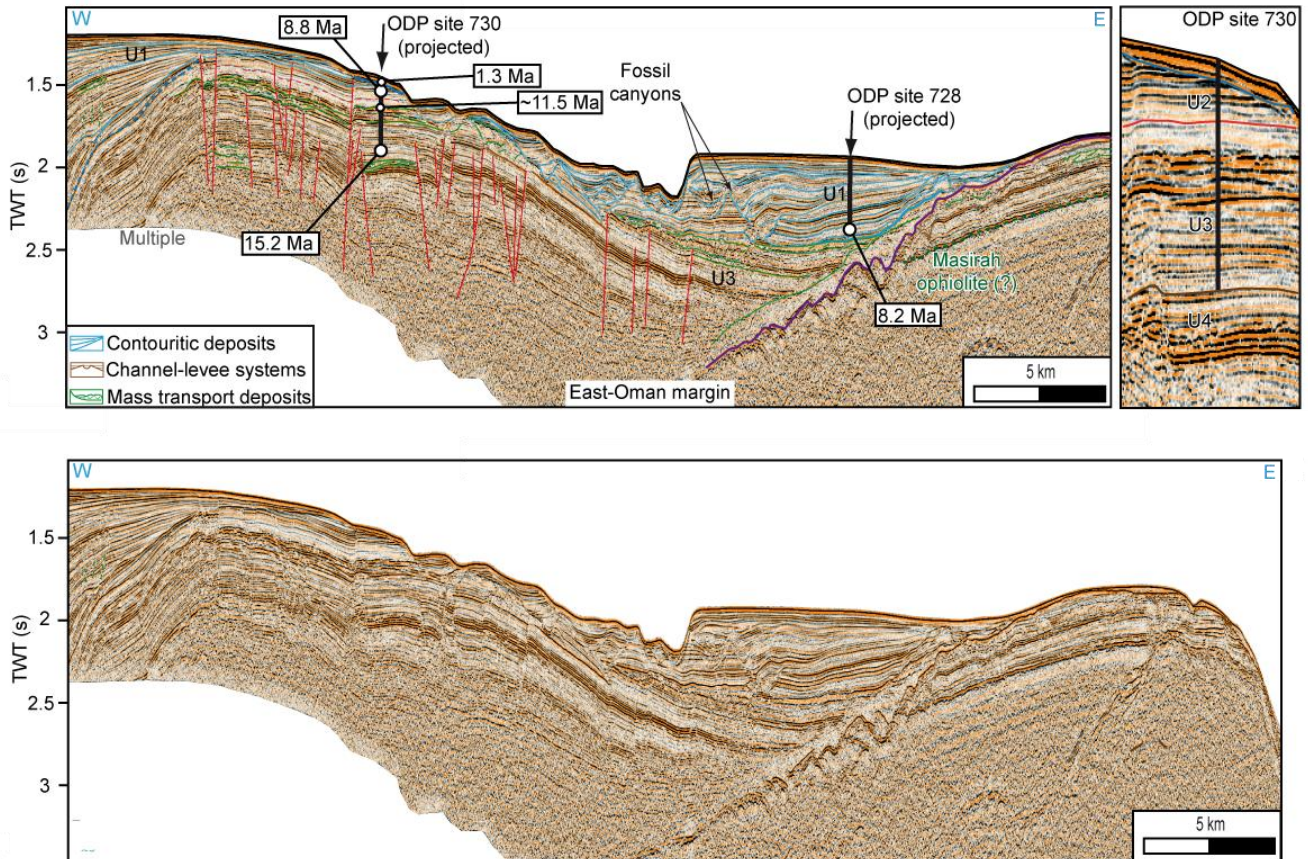 W
8.8 Ma
ODP site 730
(projected)
E
ODP site 730
U1
1.3 Ma
Fossil
canyons
~11.5 Ma
ODP site 728
(projected)
U2
1.5
2
2.5
3
TWT (s)
U1
U3
Multiple
15.2 Ma
U3
Masirah
ophiolite (?)
U4
8.2 Ma
Contouritic deposits
Channel-levee systems
Mass transport deposits
East-Oman margin
5 km
W
E
1.5
2
2.5
3
TWT (s)
5 km